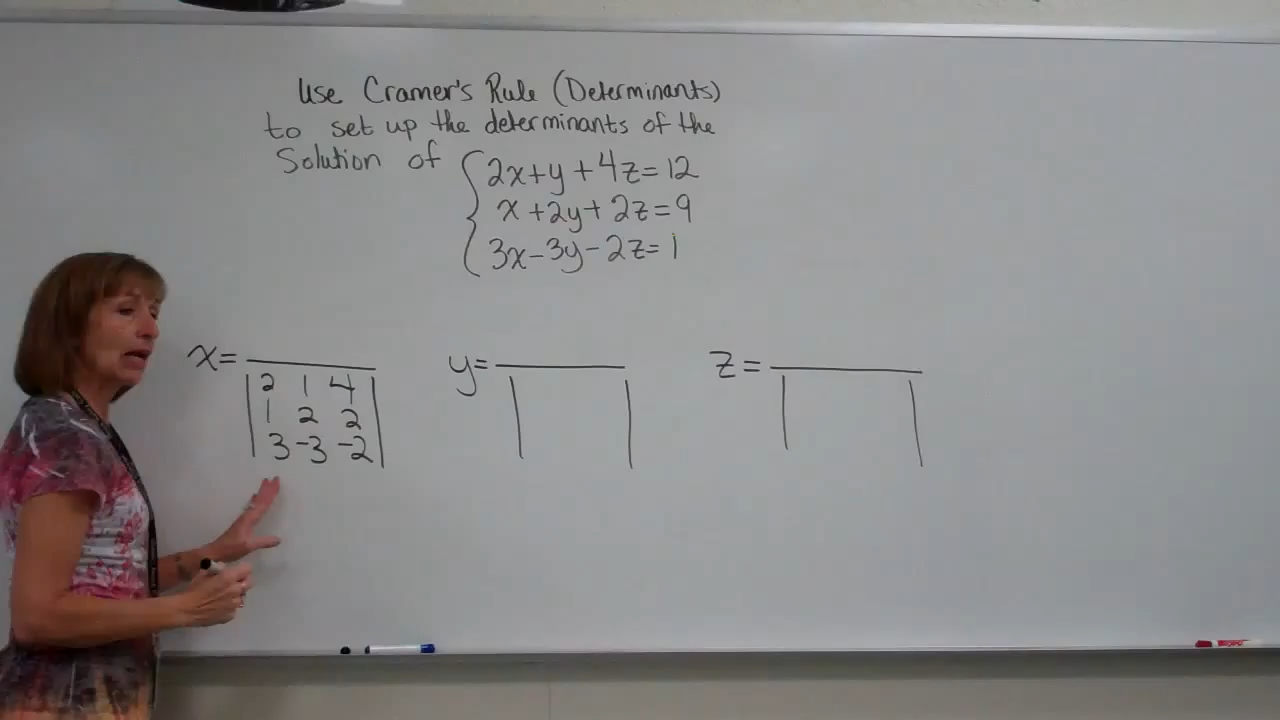 Use Cramer's Rule (Determinants)
to set up the determinants of the
Solution of { 2x+y+4z=12
x+2y+2z=9
3x-3y-2z=1
x= y= z=
2 1 4
1 2 2
3 -3 -2